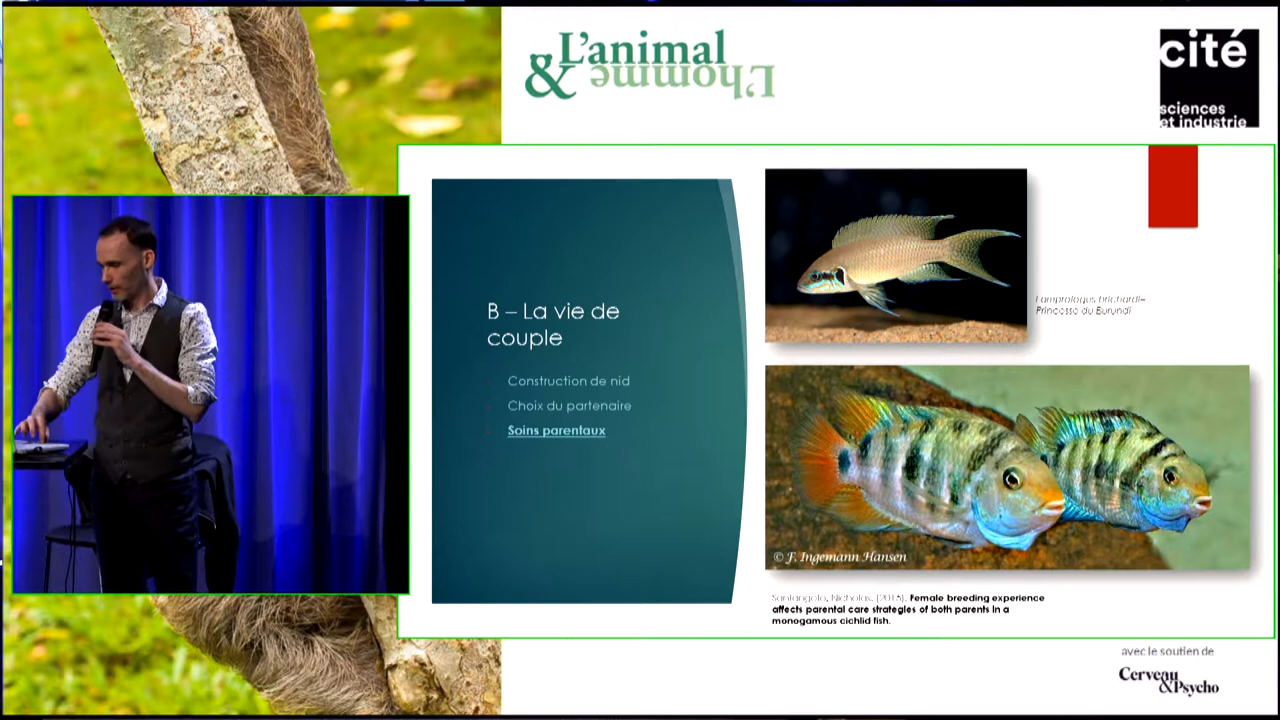 L'animal
& L'homme
cité
sciences
et industrie
B – La vie de
couple
Construction de nid
Choix du partenaire
Soins parentaux
Lamprologus brichardi–
Princesse du Burundi
© F. Ingemann Hansen
Santangelo, Nicholas. (2015). Female breeding experience
affects parental care strategies of both parents in a
monogamous cichlid fish.
avec le soutien de
Cerveau
&Psycho